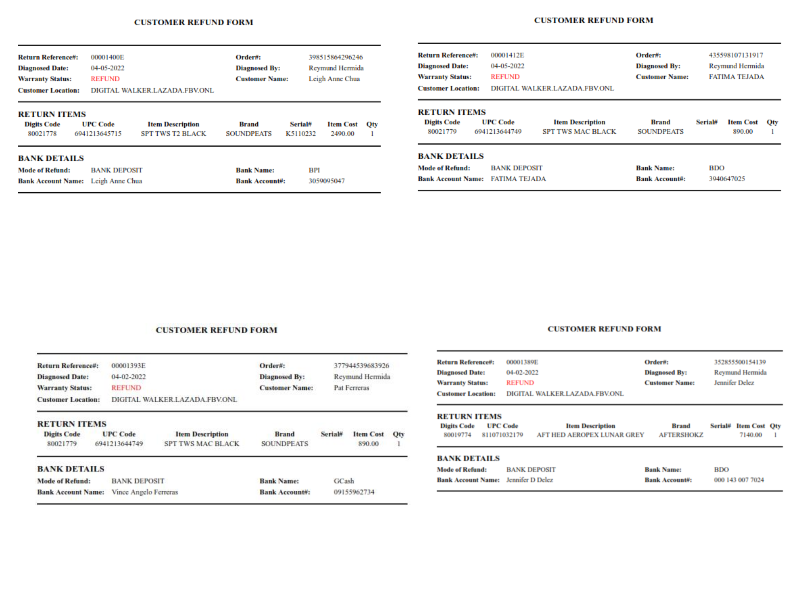 CUSTOMER REFUND FORM
Return Reference#: 00001400E Order#: 398515864296246
Diagnosed Date: 04-05-2022 Diagnosed By: Reymund Hermida
Warranty Status: REFUND Customer Name: Leigh Anne Chua
Customer Location: DIGITAL WALKER.LAZADA.FBV.ONL
RETURN ITEMS
Digits Code UPC Code Item Description Brand Serial# Item Cost Qty
80021778 6941213645715 SPT TWS T2 BLACK SOUNDPEATS K5110232 2490.00 1
BANK DETAILS
Mode of Refund: BANK DEPOSIT Bank Name: BPI
Bank Account Name: Leigh Anne Chua Bank Account#: 3059095047
CUSTOMER REFUND FORM
Return Reference#: 00001412E Order#: 435598107131917
Diagnosed Date: 04-05-2022 Diagnosed By: Reymund Hermida
Warranty Status: REFUND Customer Name: FATIMA TEJADA
Customer Location: DIGITAL WALKER.LAZADA.FBV.ONL
RETURN ITEMS
Digits Code UPC Code Item Description Brand Serial# Item Cost Qty
80021779 6941213644749 SPT TWS MAC BLACK SOUNDPEATS 890.00 1
BANK DETAILS
Mode of Refund: BANK DEPOSIT Bank Name: BDO
Bank Account Name: FATIMA TEJADA Bank Account#: 3940647025
CUSTOMER REFUND FORM
Return Reference#: 00001393E Order#: 377944539683926
Diagnosed Date: 04-02-2022 Diagnosed By: Reymund Hermida
Warranty Status: REFUND Customer Name: Pat Ferreras
Customer Location: DIGITAL WALKER.LAZADA.FBV.ONL
RETURN ITEMS
Digits Code UPC Code Item Description Brand Serial# Item Cost Qty
80021779 6941213644749 SPT TWS MAC BLACK SOUNDPEATS 890.00 1
BANK DETAILS
Mode of Refund: BANK DEPOSIT Bank Name: GCash
Bank Account Name: Vince Angelo Ferreras Bank Account#: 09155962734
CUSTOMER REFUND FORM
Return Reference#: 00001389E Order#: 352855500154139
Diagnosed Date: 04-02-2022 Diagnosed By: Reymund Hermida
Warranty Status: REFUND Customer Name: Jennifer Delez
Customer Location: DIGITAL WALKER.LAZADA.FBV.ONL
RETURN ITEMS
Digits Code UPC Code Item Description Brand Serial# Item Cost Qty
80019774 811071032179 AFT HED AEROPEX LUNAR GREY AFTERSHOKZ 7140.00 1
BANK DETAILS
Mode of Refund: BANK DEPOSIT Bank Name: BDO
Bank Account Name: Jennifer D Delez Bank Account#: 000 143 007 7024